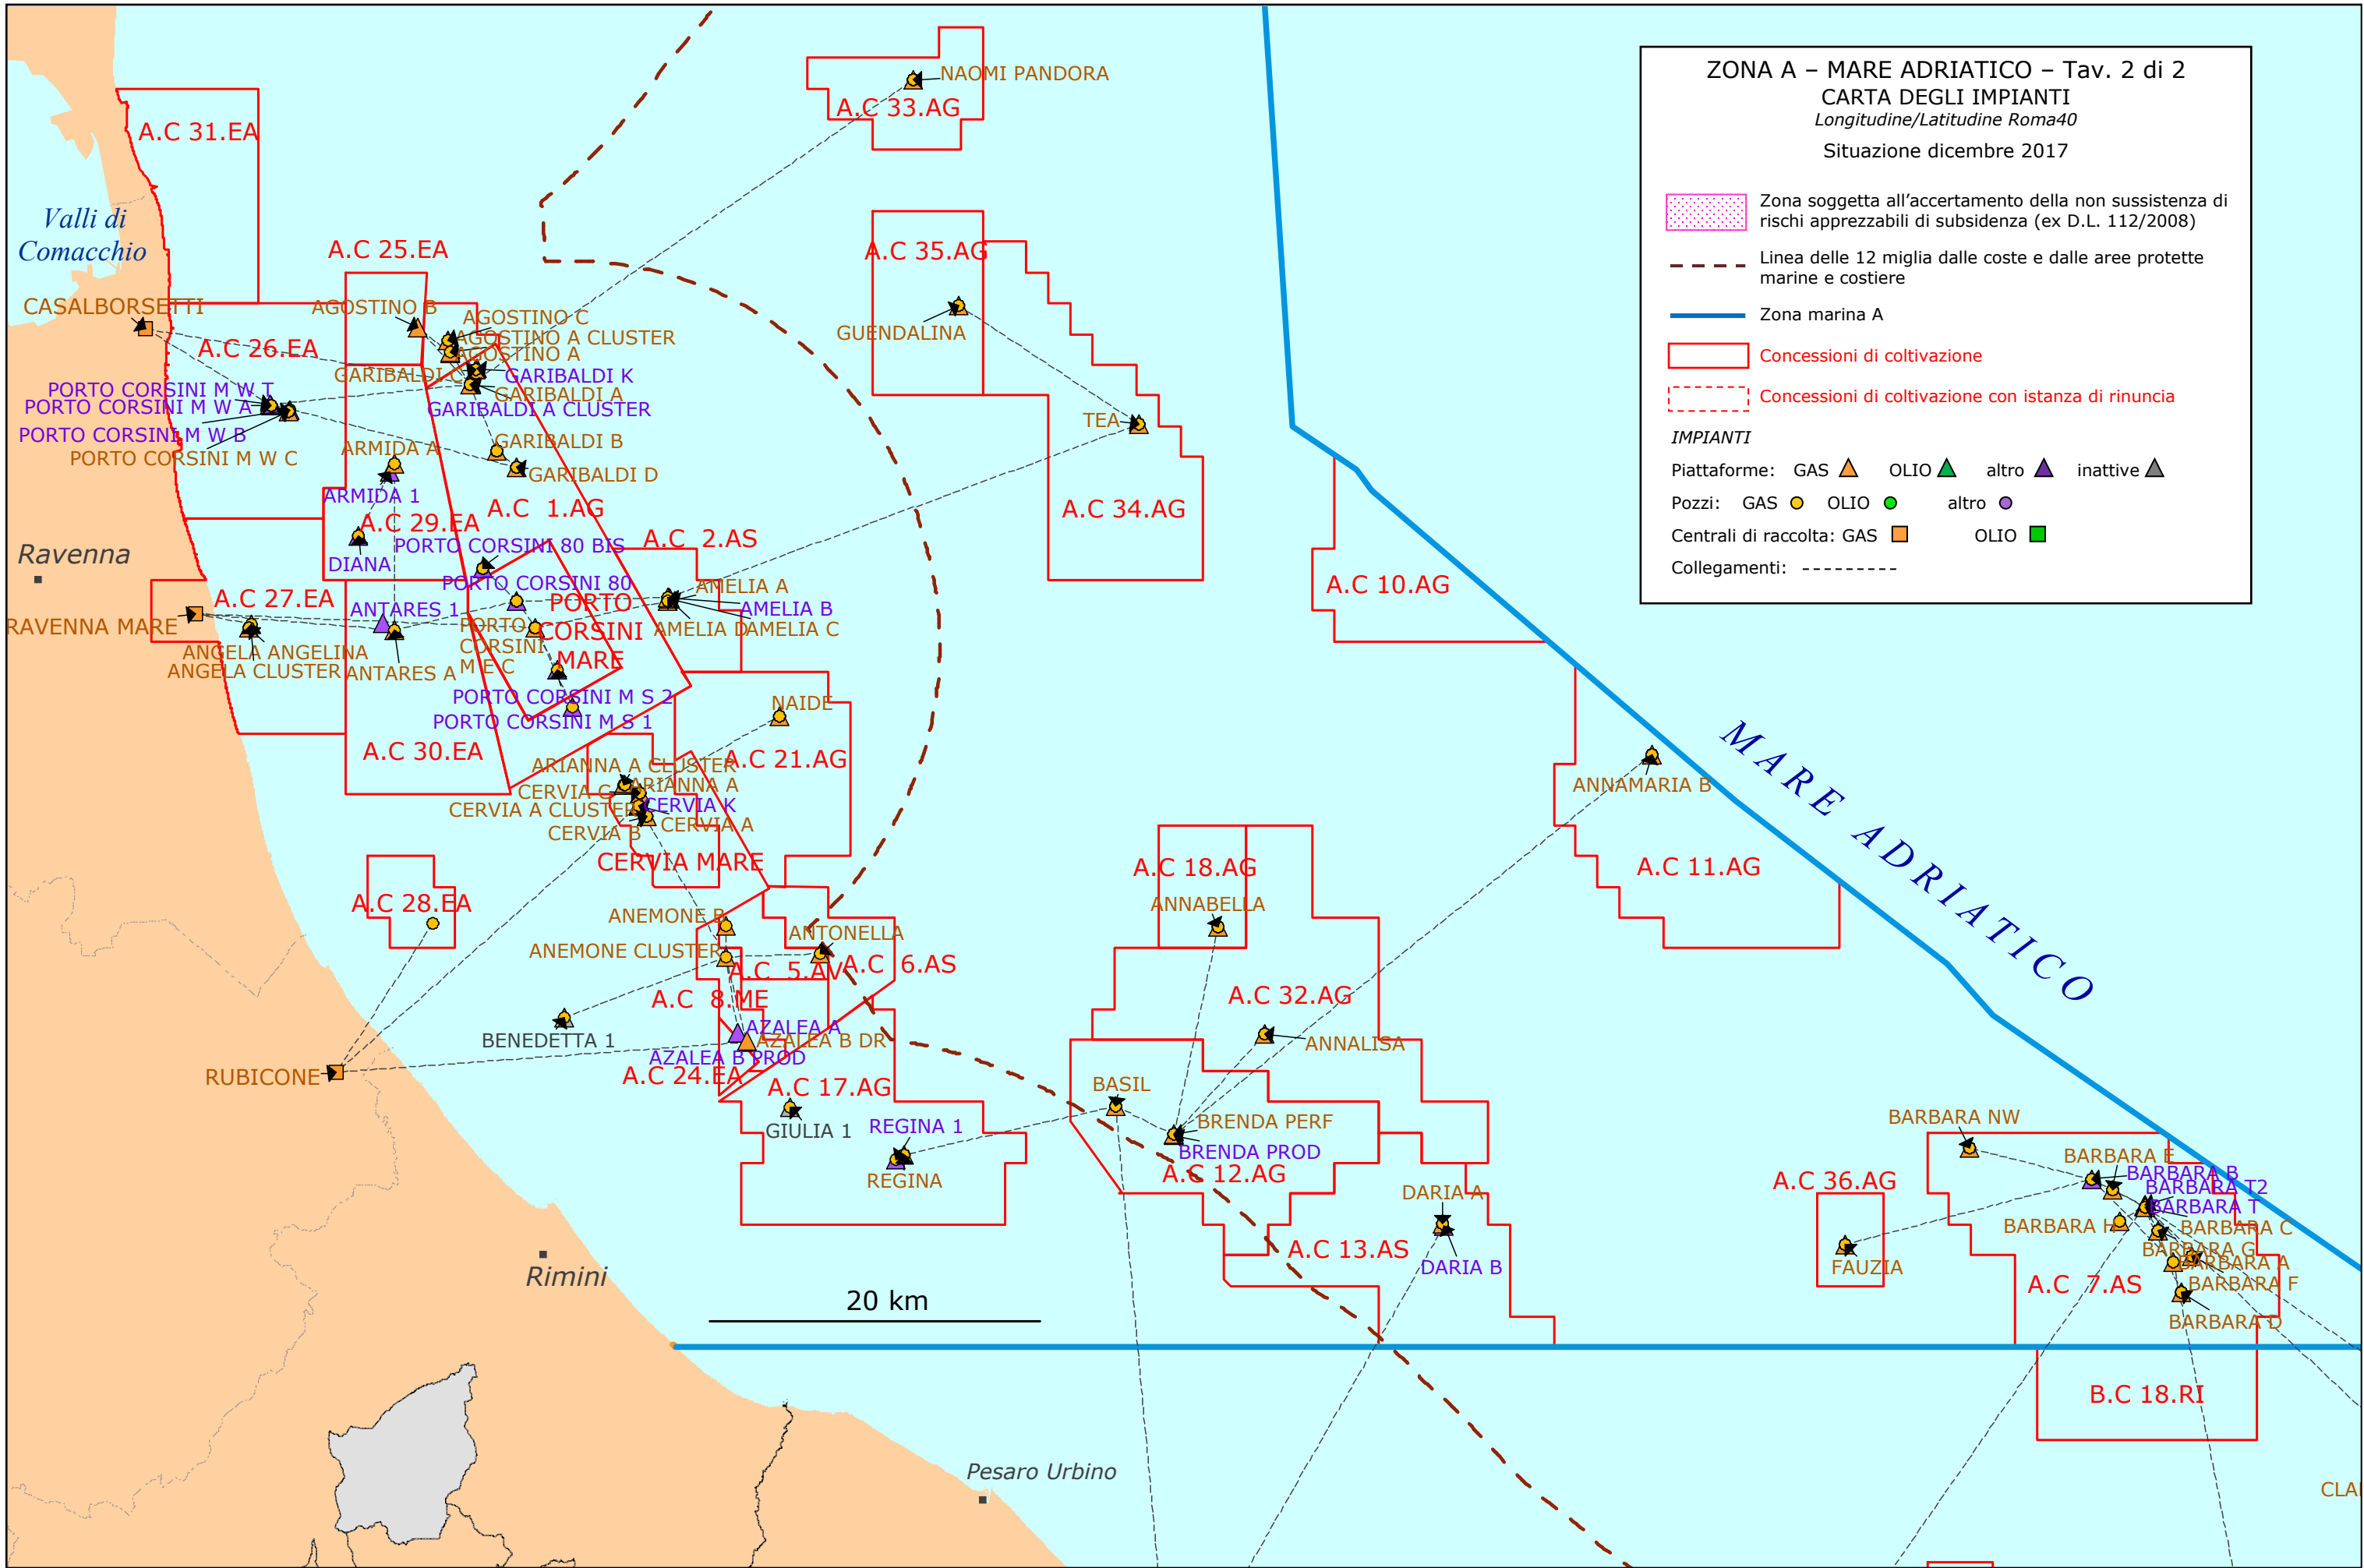 ZONA A – MARE ADRIATICO – Tav. 2 di 2
CARTA DEGLI IMPIANTI
Longitudine/Latitudine Roma40
Situazione dicembre 2017
Zona soggetta all'accertamento della non sussistenza di
rischi apprezzabili di subsidenza (ex D.L. 112/2008)
Linea delle 12 miglia dalle coste e dalle aree protette
marine e costiere
Zona marina A
Concessioni di coltivazione
Concessioni di coltivazione con istanza di rinuncia
IMPIANTI
Piattaforme: GAS OLIO altro inattive
Pozzi: GAS OLIO altro
Centrali di raccolta: GAS OLIO
Collegamenti:
NAOMI PANDORA
A.C 33.AG
A.C 31.EA
Valli di
Comacchio
A.C 25.EA
A.C 35.AG
CASALBORSETTI
AGOSTINO B
AGOSTINO C
AGOSTINO A CLUSTER
AGOSTINO A
GUENDALINA
A.C 26.EA
GARIBALDI C
GARIBALDI K
GARIBALDI A
GARIBALDI A CLUSTER
PORTO CORSINI M W T
PORTO CORSINI M W A
PORTO CORSINI M W B
PORTO CORSINI M W C
TEA
ARMIDA A
GARIBALDI B
GARIBALDI D
ARMIDA 1
A.C 1.AG
A.C 34.AG
A.C 29.EA
PORTO CORSINI 80 BIS
A.C 2.AS
Ravenna
DIANA
PORTO CORSINI 80
AMELIA A
A.C 10.AG
A.C 27.EA
ANTARES 1
PORTO
CORSINI
MARE
AMELIA B
AMELIA D
AMELIA C
RAVENNA MARE
PORTO
CORSINI
M E C
ANGELA ANGELINA
ANGELA CLUSTER
ANTARES A
PORTO CORSINI M S 2
PORTO CORSINI M S 1
NAIDE
A.C 30.EA
A.C 21.AG
ARIANNA A CLUSTER
ARIANNA A
CERVIA C
CERVIA K
CERVIA A CLUSTER
CERVIA A
CERVIA B
CERVIA MARE
ANNAMARIA B
MARE ADRIATICO
A.C 11.AG
A.C 18.AG
ANNABELLA
A.C 28.EA
ANEMONE B
ANTONELLA
ANEMONE CLUSTER
A.C 5.AV
A.C 6.AS
A.C 8.ME
A.C 32.AG
BENEDETTA 1
AZALEA A
AZALEA B DR
AZALEA B PROD
ANNALISA
RUBICONE
A.C 24.EA
A.C 17.AG
BASIL
GIULIA 1
REGINA 1
REGINA
BRENDA PERF
BRENDA PROD
A.C 12.AG
BARBARA NW
BARBARA E
BARBARA B
BARBARA T2
BARBARA T
A.C 36.AG
DARIA A
BARBARA H
BARBARA C
BARBARA G
BARBARA A
BARBARA F
BARBARA D
A.C 13.AS
DARIA B
FAUZIA
A.C 7.AS
Rimini
20 km
B.C 18.RI
Pesaro Urbino
CLA